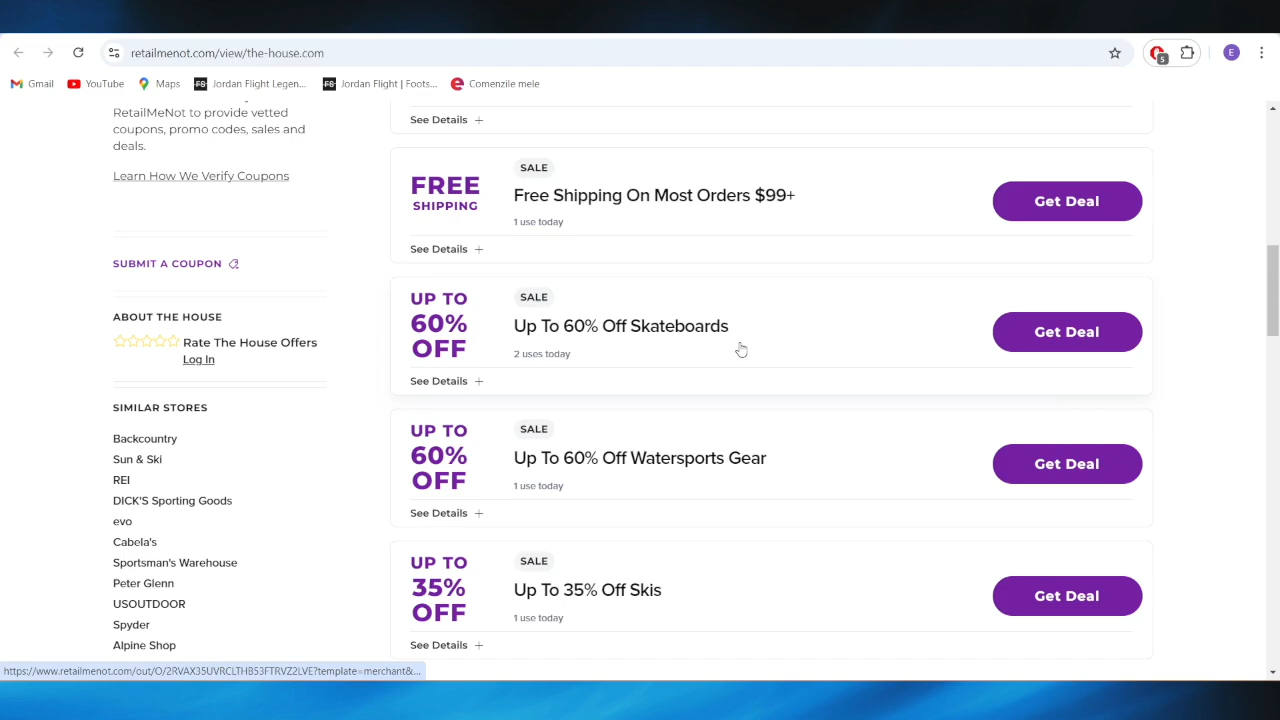 retailmenot.com/view/the-house.com
5
E
Gmail
YouTube
Maps
Jordan Flight Legen...
Jordan Flight | Foots...
Comenzile mele
RetailMeNot to provide vetted
coupons, promo codes, sales and
deals.
Learn How We Verify Coupons
SUBMIT A COUPON
ABOUT THE HOUSE
Rate The House Offers
Log In
SIMILAR STORES
Backcountry
Sun & Ski
REI
DICK'S Sporting Goods
evo
Cabela's
Sportsman's Warehouse
Peter Glenn
USOUTDOOR
Spyder
Alpine Shop
See Details +
FREE
SHIPPING
SALE
Free Shipping On Most Orders $99+
1 use today
Get Deal
See Details +
UP TO
60%
OFF
SALE
Up To 60% Off Skateboards
2 uses today
Get Deal
See Details +
UP TO
60%
OFF
SALE
Up To 60% Off Watersports Gear
1 use today
Get Deal
See Details +
UP TO
35%
OFF
SALE
Up To 35% Off Skis
1 use today
Get Deal
See Details +
https://www.retailmenot.com/out/O/2RVAX35UVRCLTHB53FTRVZ2LVE?template=merchant&...